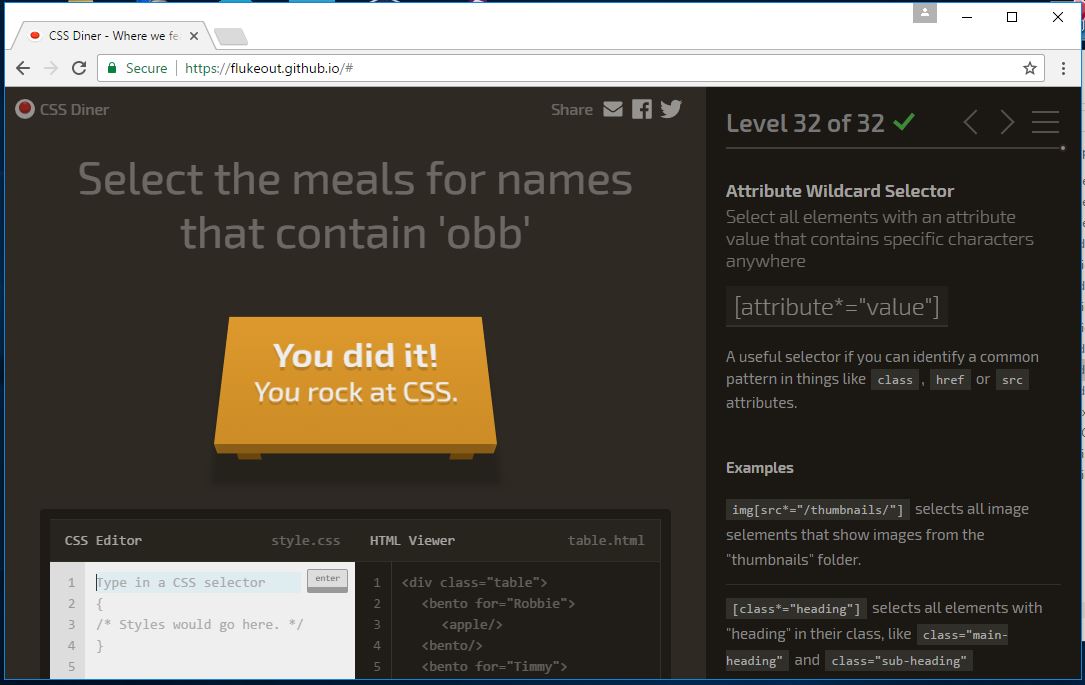 CSS Diner - Where we fe
Secure
https://flukeout.github.io/#
CSS Diner
Share
Select the meals for names
that contain 'obb'
You did it!
You rock at CSS.
CSS Editor
style.css
HTML Viewer
table.html
1
2
3
4
5
Type in a CSS selector
enter
{
/* Styles would go here. */
}
1
2
3
4
5
<div class="table">
<bento for="Robbie">
<apple/>
<bento/>
<bento for="Timmy">
Level 32 of 32
Attribute Wildcard Selector
Select all elements with an attribute
value that contains specific characters
anywhere
[attribute*="value"]
A useful selector if you can identify a common
pattern in things like class , href or src
attributes.
Examples
img[src*="/thumbnails/"] selects all image
selements that show images from the
"thumbnails" folder.
[class*="heading"] selects all elements with
"heading" in their class, like class="main-
heading" and class="sub-heading"